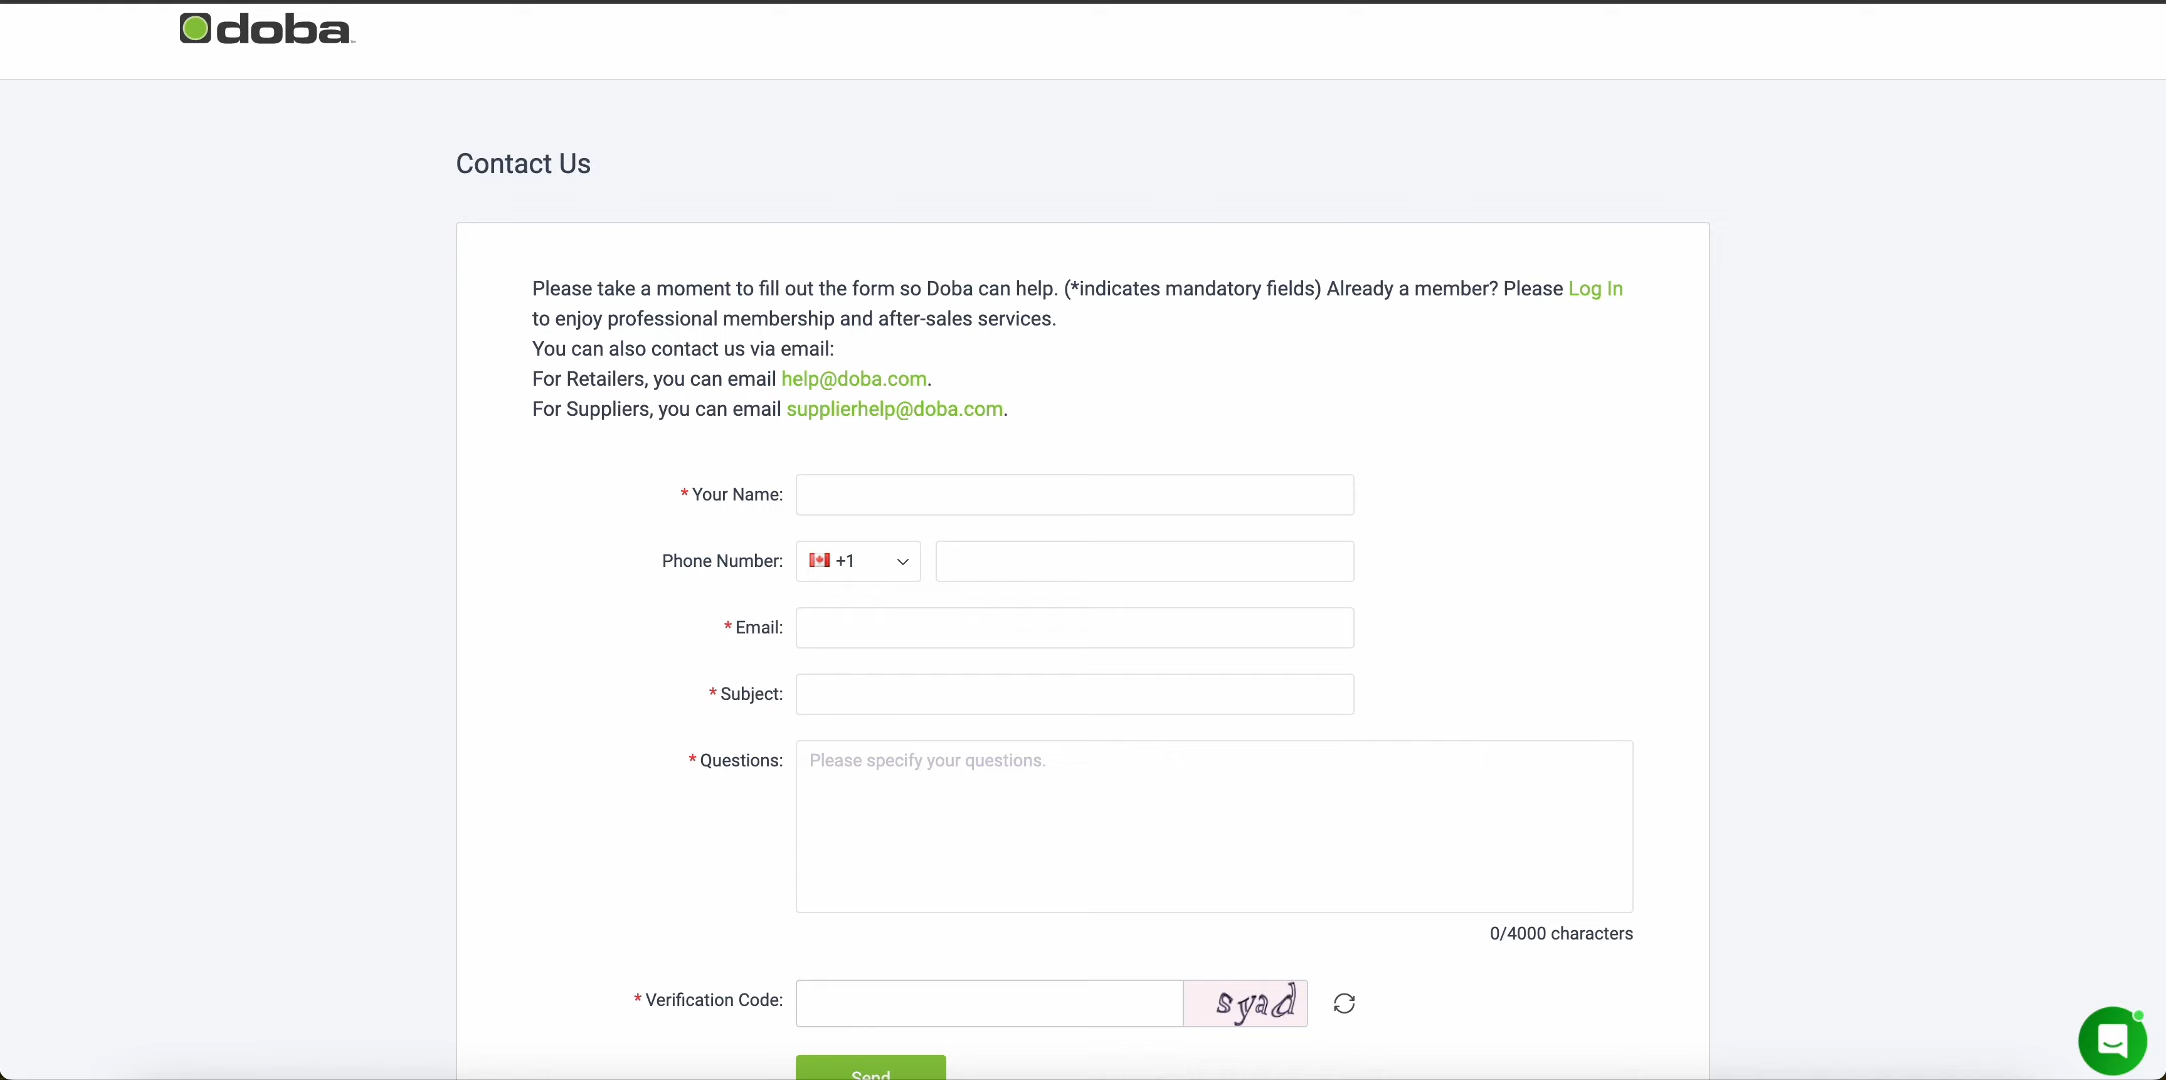 doba
Contact Us
Please take a moment to fill out the form so Doba can help. (*indicates mandatory fields) Already a member? Please Log In
to enjoy professional membership and after-sales services.
You can also contact us via email:
For Retailers, you can email help@doba.com.
For Suppliers, you can email supplierhelp@doba.com.
* Your Name:
Phone Number: +1
* Email:
* Subject:
* Questions: Please specify your questions.
0/4000 characters
* Verification Code: syad
Send